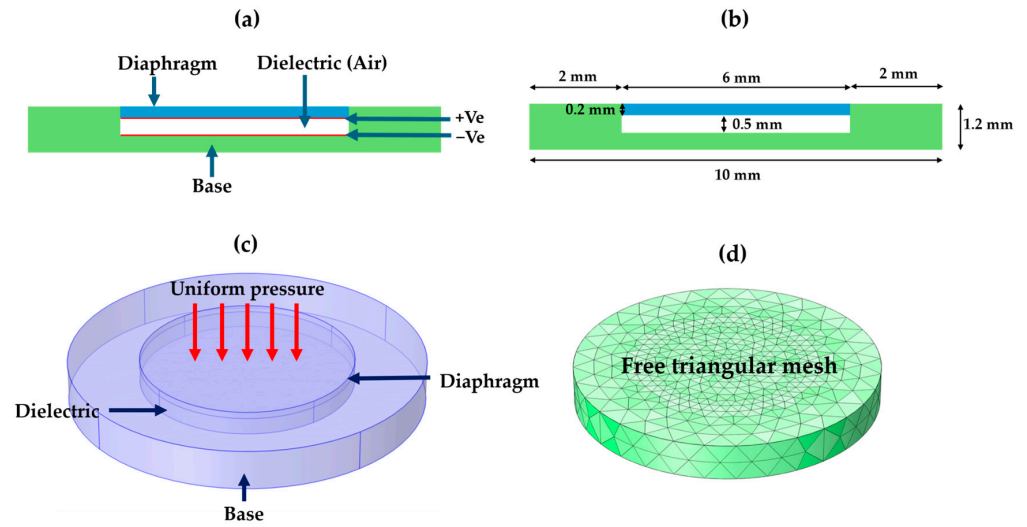 (a)
Diaphragm
Dielectric (Air)
+Ve
−Ve
Base
(b)
2 mm
6 mm
2 mm
0.2 mm
0.5 mm
1.2 mm
10 mm
(c)
Uniform pressure
Diaphragm
Dielectric
Base
(d)
Free triangular mesh